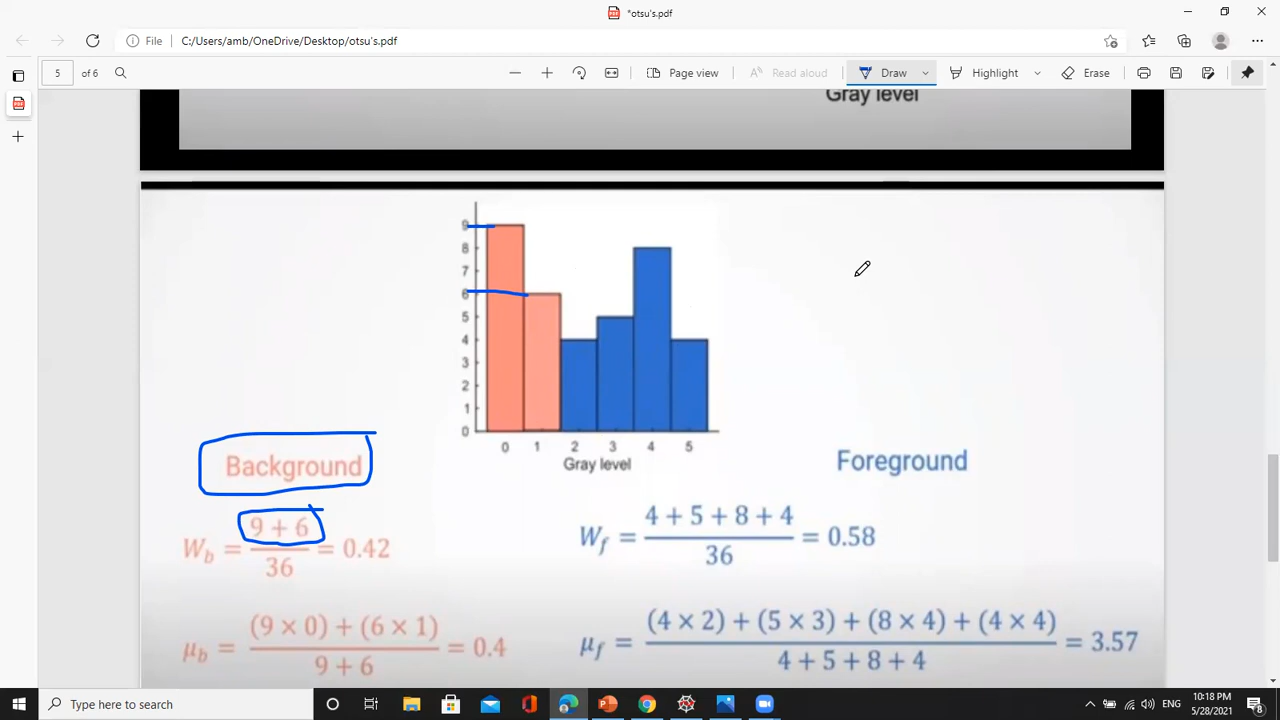 *otsu's.pdf
File C:/Users/amb/OneDrive/Desktop/otsu's.pdf
5 of 6 Page view Read aloud Draw Highlight Erase
Gray level
9
8
7
6
5
4
3
2
1
0
0 1 2 3 4 5
Gray level
Background
Foreground
W_b = (9 + 6)/36 = 0.42
W_f = (4 + 5 + 8 + 4)/36 = 0.58
μ_b = ((9 × 0) + (6 × 1))/(9 + 6) = 0.4
μ_f = ((4 × 2) + (5 × 3) + (8 × 4) + (4 × 4))/(4 + 5 + 8 + 4) = 3.57
Type here to search
ENG
10:18 PM
5/28/2021
8